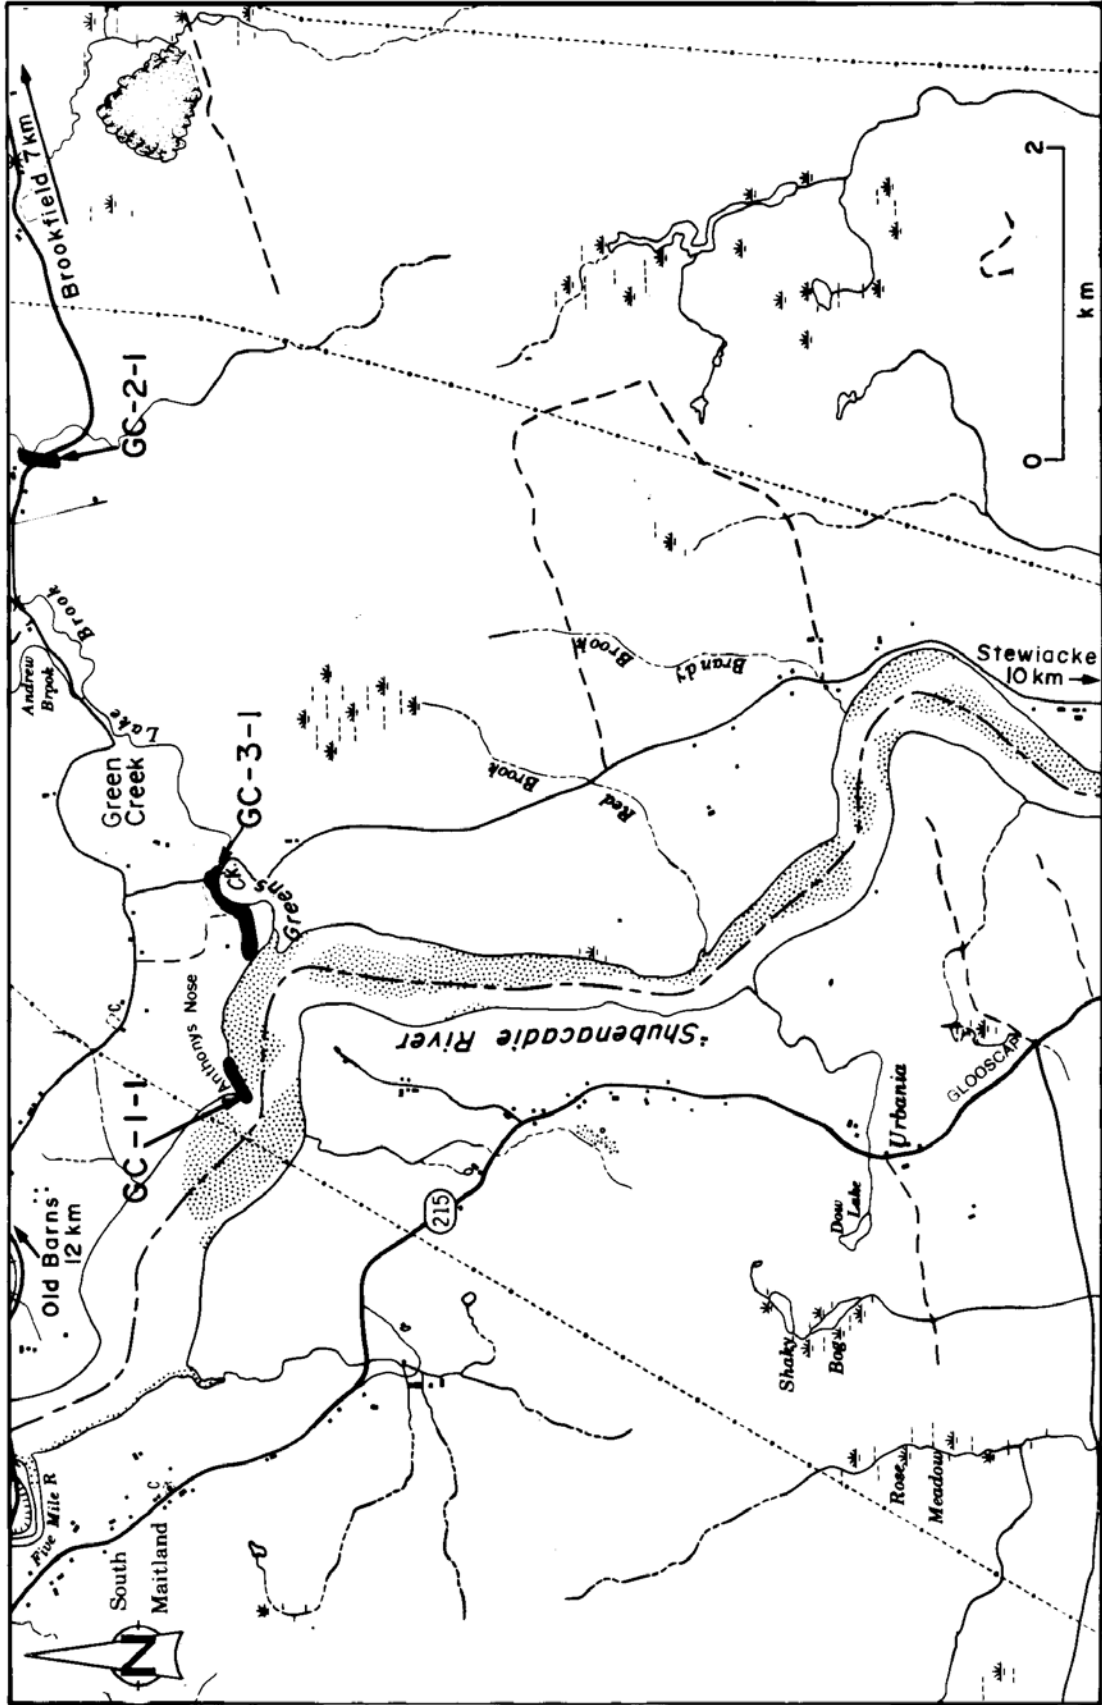 Brookfield 7 km
GC-2-1
Andrew
Brook
Lake Brook
Green
Creek
GC-3-1
Greens Ck.
Anthonys Nose
C.
GC-1-1
Old Barns
12 km
Five Mile R
South
Maitland
C
N
215
Shubenacadie River
Red Brook
Brandy Brook
Stewiacke
10 km
0 2
km
Urbania
GLOOSCAP
Dow
Lake
Shaky
Bog
Rose
Meadow